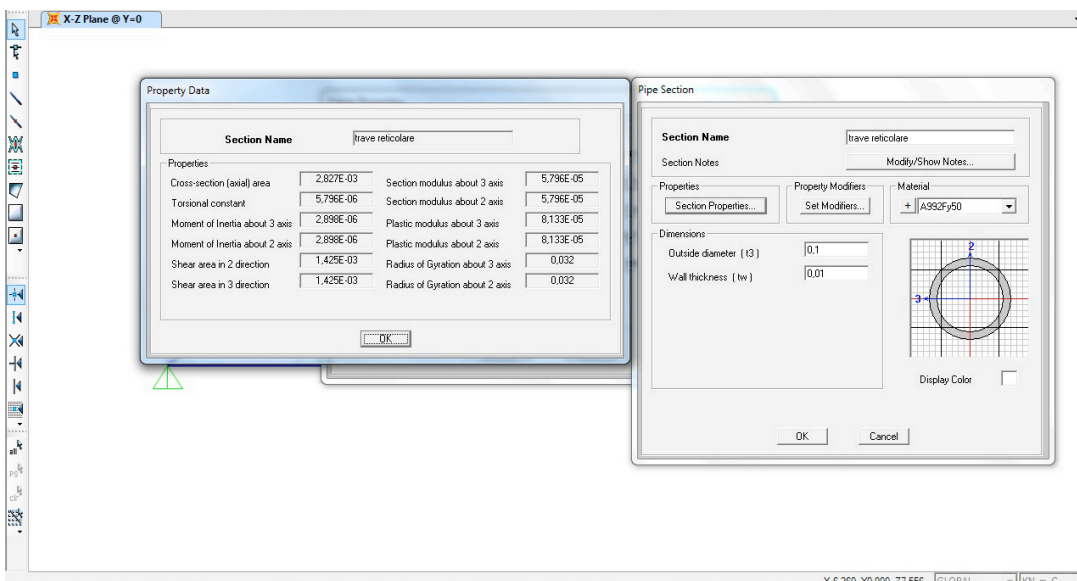 X-Z Plane @ Y=0
Property Data
Section Name trave reticolare
Properties
Cross-section (axial) area 2,827E-03 Section modulus about 3 axis 5,796E-05
Torsional constant 5,796E-06 Section modulus about 2 axis 5,796E-05
Moment of Inertia about 3 axis 2,898E-06 Plastic modulus about 3 axis 8,133E-05
Moment of Inertia about 2 axis 2,898E-06 Plastic modulus about 2 axis 8,133E-05
Shear area in 2 direction 1,425E-03 Radius of Gyration about 3 axis 0,032
Shear area in 3 direction 1,425E-03 Radius of Gyration about 2 axis 0,032
OK
Pipe Section
Section Name trave reticolare
Section Notes Modify/Show Notes...
Properties Property Modifiers Material
Section Properties... Set Modifiers... + A992Fy50
Dimensions
Outside diameter ( t3 ) 0,1
Wall thickness ( tw ) 0,01
2
3
Display Color
OK Cancel
all
PS
clr
GLOBAL